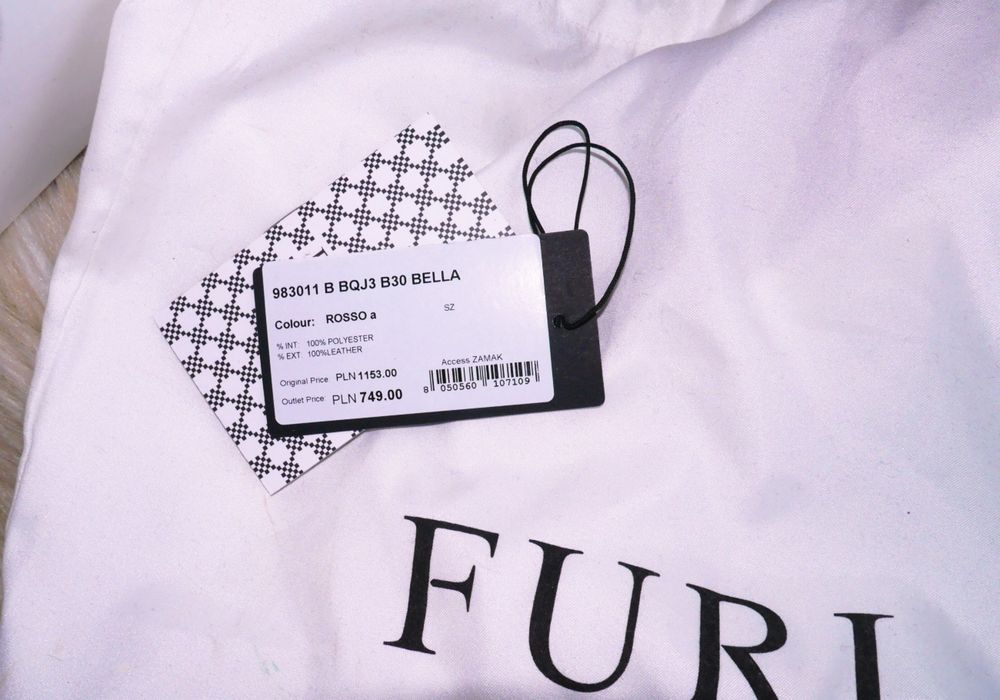 983011 B BQJ3 B30 BELLA
Colour: ROSSO a SZ
% INT 100% POLYESTER
% EXT. 100%LEATHER
Access ZAMAK
Original Price PLN 1153.00
Outlet Price: PLN 749.00
8 050560 107109
FURL